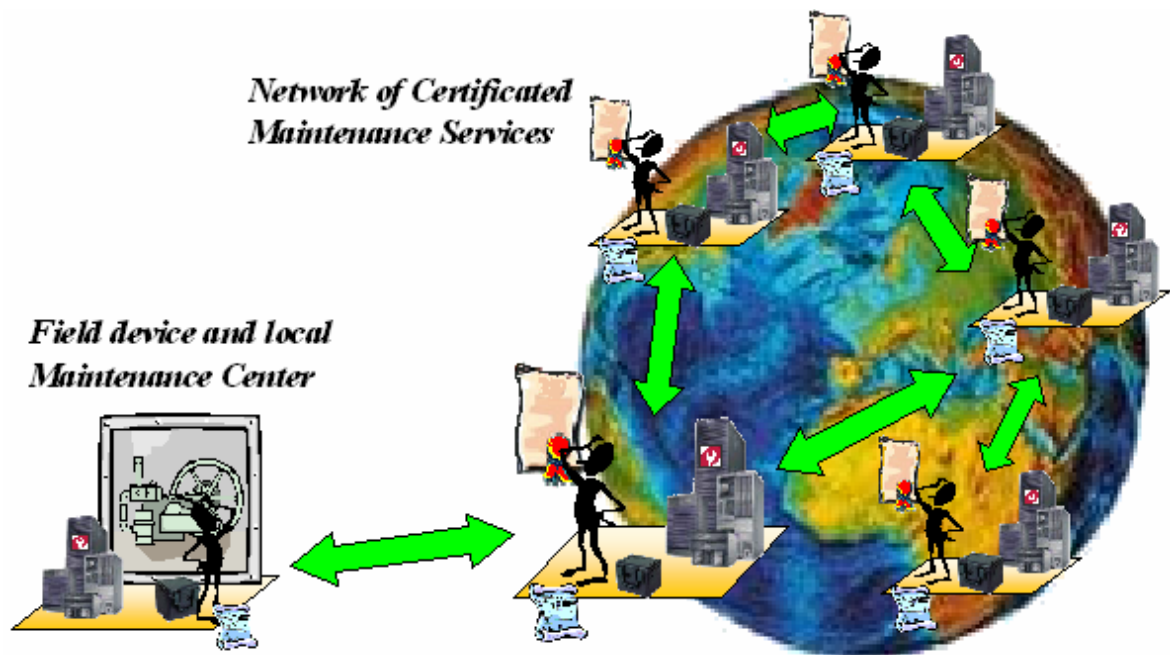 Network of Certificated
Maintenance Services
Field device and local
Maintenance Center